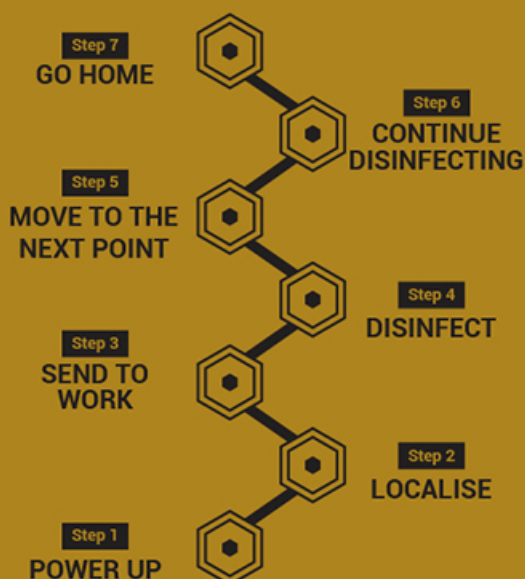 Step 7
GO HOME
Step 6
CONTINUE
DISINFECTING
Step 5
MOVE TO THE
NEXT POINT
Step 4
DISINFECT
Step 3
SEND TO
WORK
Step 2
LOCALISE
Step 1
POWER UP